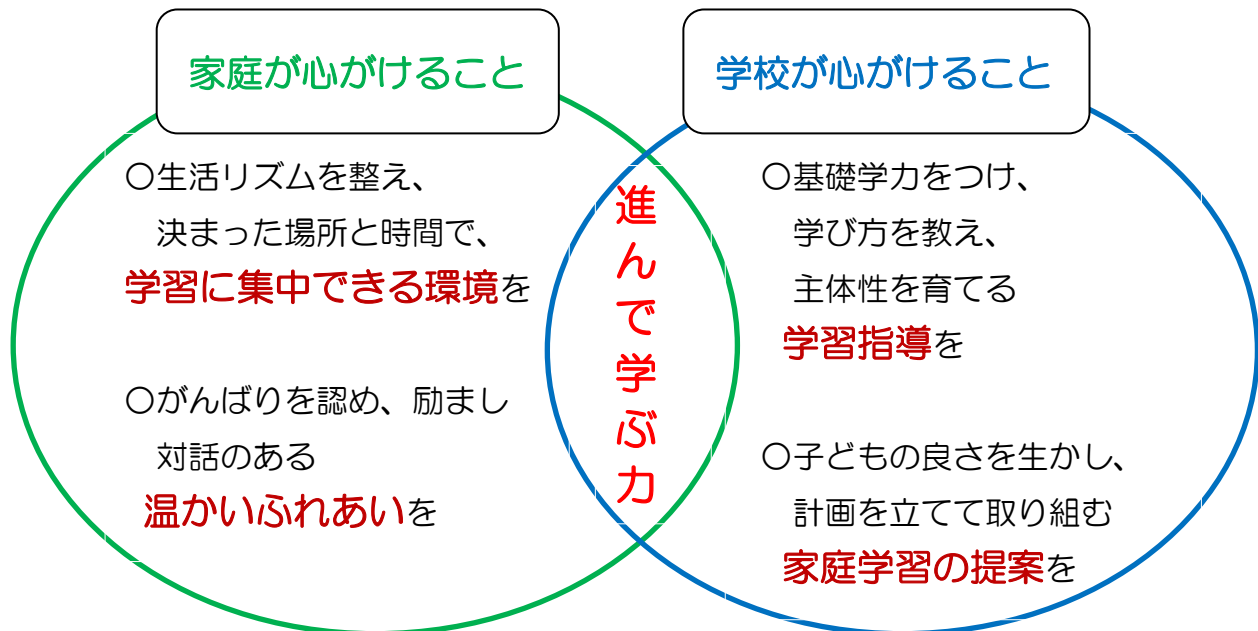 家庭が心がけること
〇生活リズムを整え、
決まった場所と時間で、
学習に集中できる環境を
〇がんばりを認め、励まし
対話のある
温かいふれあいを
進んで学ぶ力
学校が心がけること
〇基礎学力をつけ、
学び方を教え、
主体性を育てる
学習指導を
〇子どもの良さを生かし、
計画を立てて取り組む
家庭学習の提案を